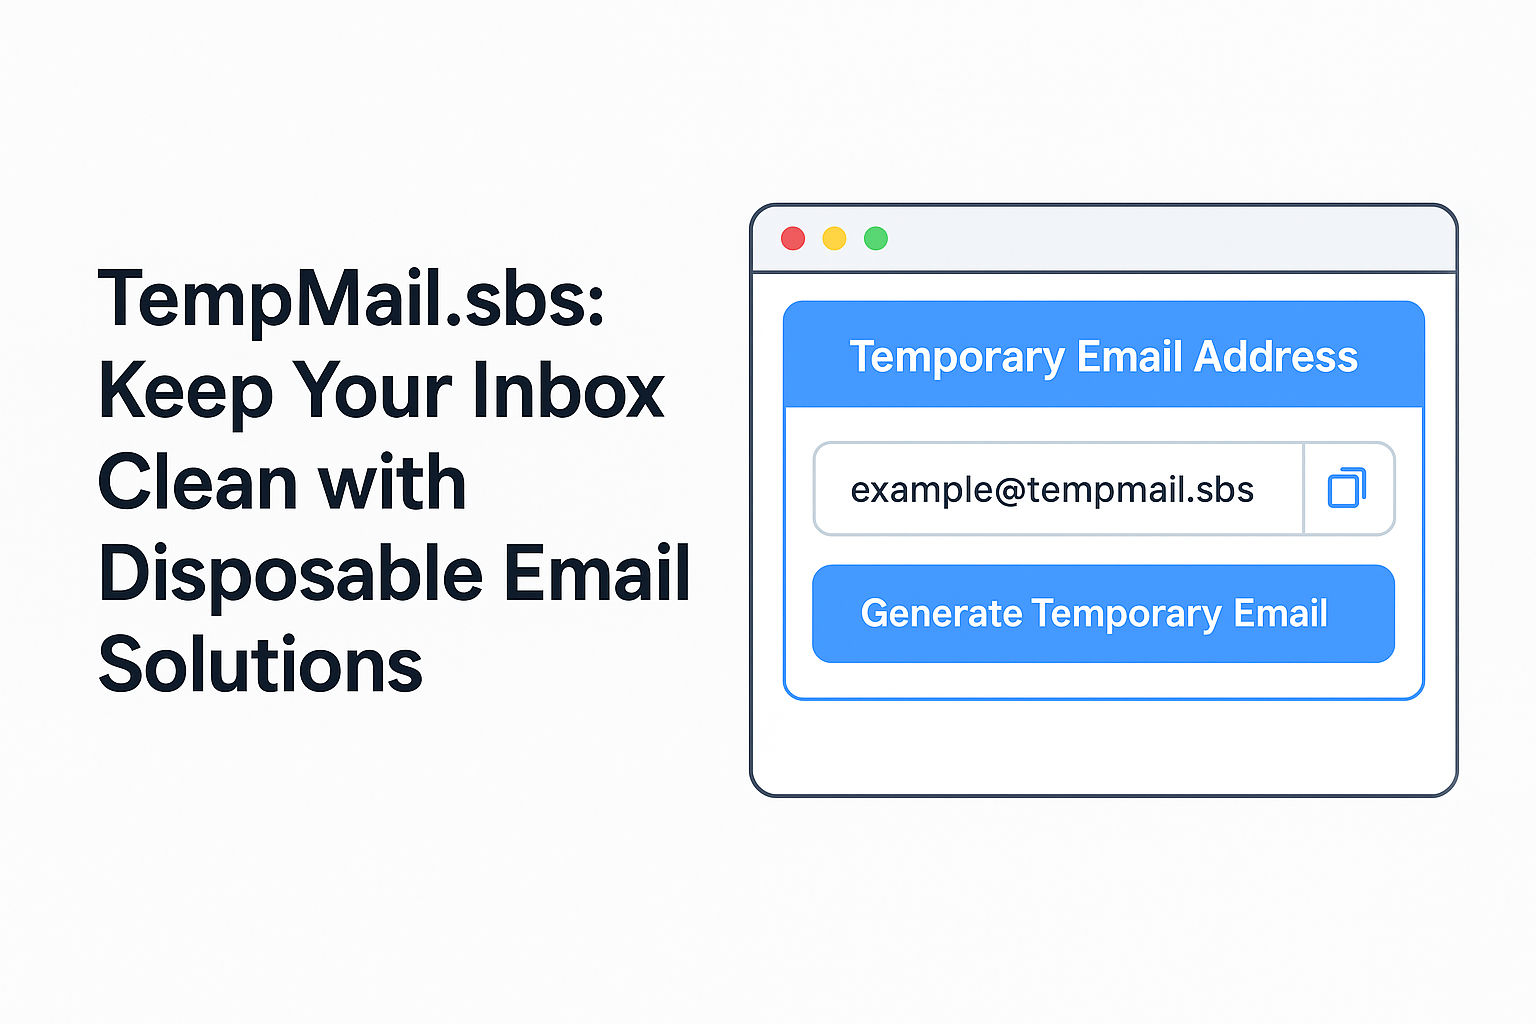 TempMail.sbs:
Keep Your Inbox
Clean with
Disposable Email
Solutions
Temporary Email Address
example@tempmail.sbs
Generate Temporary Email